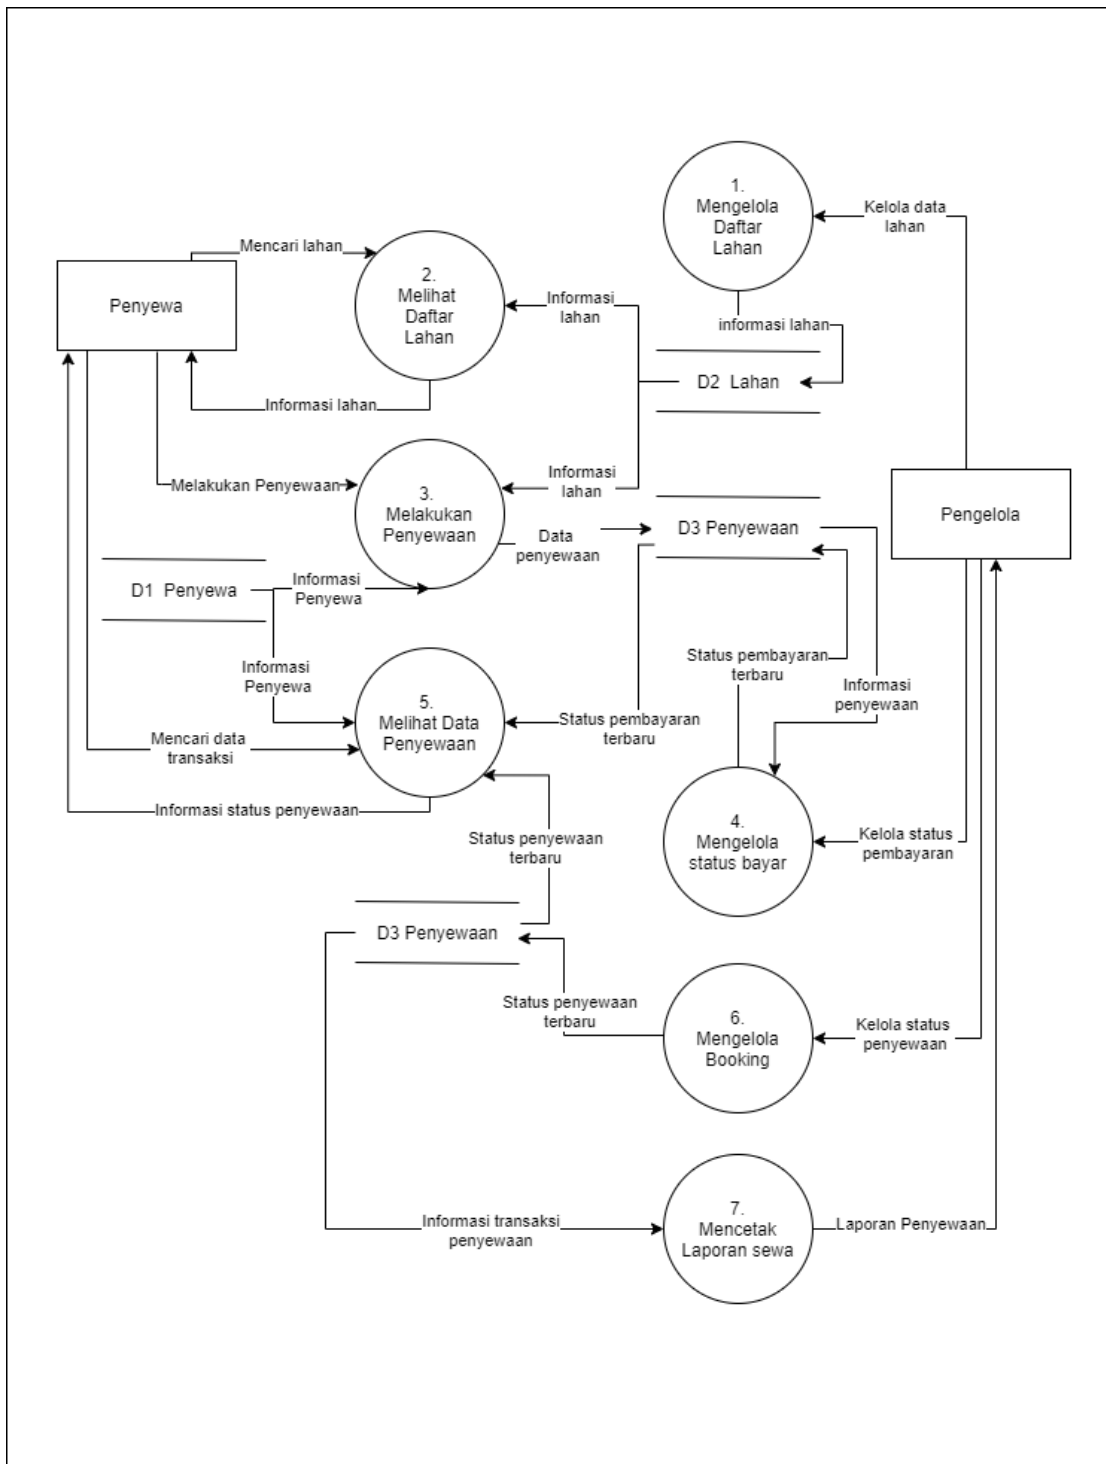 1.
Mengelola
Daftar
Lahan
Kelola data
lahan
Mencari lahan
2.
Melihat
Daftar
Lahan
Penyewa
Informasi
lahan
informasi lahan
D2  Lahan
Informasi lahan
3.
Melakukan
Penyewaan
Melakukan Penyewaan
Informasi
lahan
Data
penyewaan
D3 Penyewaan
Pengelola
D1  Penyewa
Informasi
Penyewa
Informasi
Penyewa
5.
Melihat Data
Penyewaan
Status pembayaran
terbaru
Informasi
penyewaan
Status pembayaran
terbaru
Mencari data
transaksi
Informasi status penyewaan
4.
Mengelola
status bayar
Kelola status
pembayaran
Status penyewaan
terbaru
D3 Penyewaan
Status penyewaan
terbaru
6.
Mengelola
Booking
Kelola status
penyewaan
Informasi transaksi
penyewaan
7.
Mencetak
Laporan sewa
Laporan Penyewaan